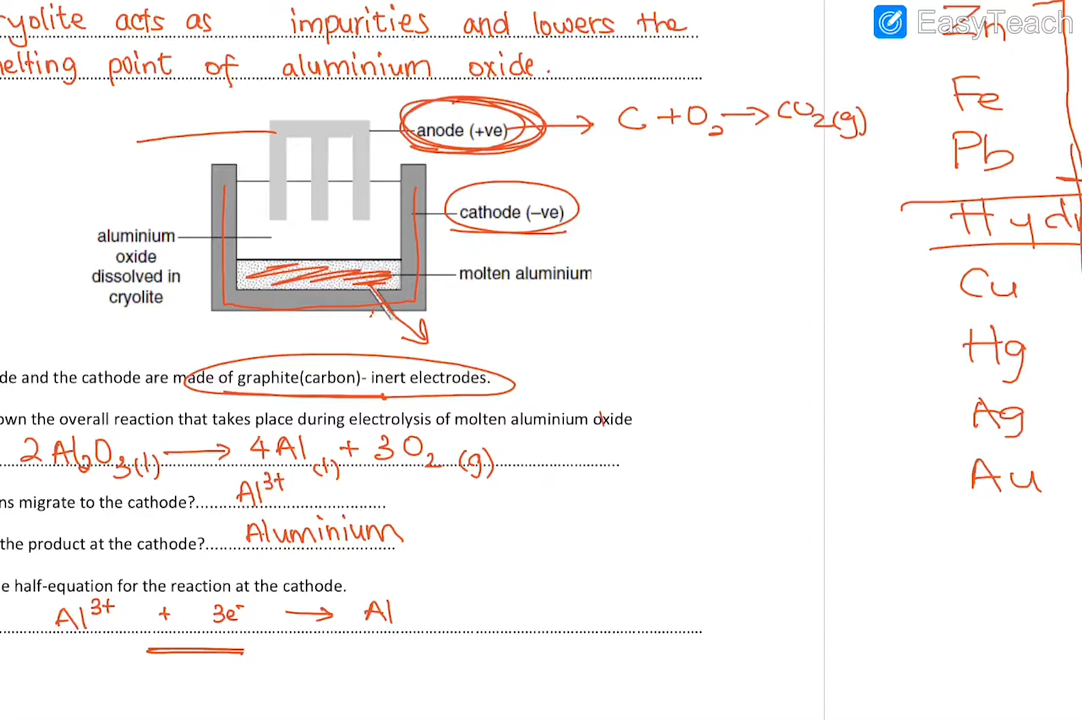 ryolite acts as impurities and lowers the
elting point of aluminium oxide.
anode (+ve)
C + O₂ → CO₂(g)
cathode (–ve)
aluminium
oxide
dissolved in
cryolite
molten aluminium
de and the cathode are made of graphite(carbon)- inert electrodes.
own the overall reaction that takes place during electrolysis of molten aluminium oxide
2Al₂O₃(l) → 4Al(l) + 3O₂(g)
ns migrate to the cathode? Al³⁺
the product at the cathode? Aluminium
e half-equation for the reaction at the cathode.
Al³⁺ + 3e⁻ → Al
EasyTeach
Zn
Fe
Pb
Hydr
Cu
Hg
Ag
Au